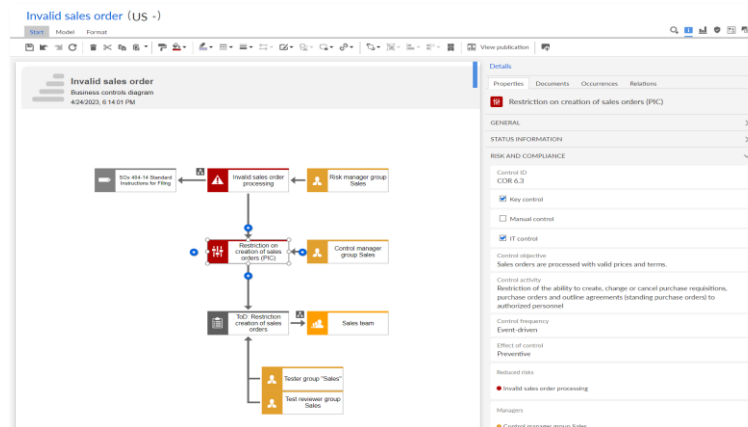 Invalid sales order (US -)
Start Model Format
View publication
Invalid sales order
Business controls diagram
4/24/2023, 6:14:01 PM
SOx 404-14 Standard
Instructions for Filing
Invalid sales order
processing
Risk manager group
Sales
Restriction on
creation of sales
orders (PIC)
Control manager
group Sales
ToD: Restriction
creation of sales
orders
Sales team
Tester group "Sales"
Test reviewer group
Sales
Details
Properties Documents Occurrences Relations
Restriction on creation of sales orders (PIC)
GENERAL
STATUS INFORMATION
RISK AND COMPLIANCE
Control ID
COR 6.3
Key control
Manual control
IT control
Control objective
Sales orders are processed with valid prices and terms.
Control activity
Restriction of the ability to create, change or cancel purchase requisitions,
purchase orders and outline agreements (standing purchase orders) to
authorized personnel
Control frequency
Event-driven
Effect of control
Preventive
Reduced risks
Invalid sales order processing
Managers
Control manager group Sales